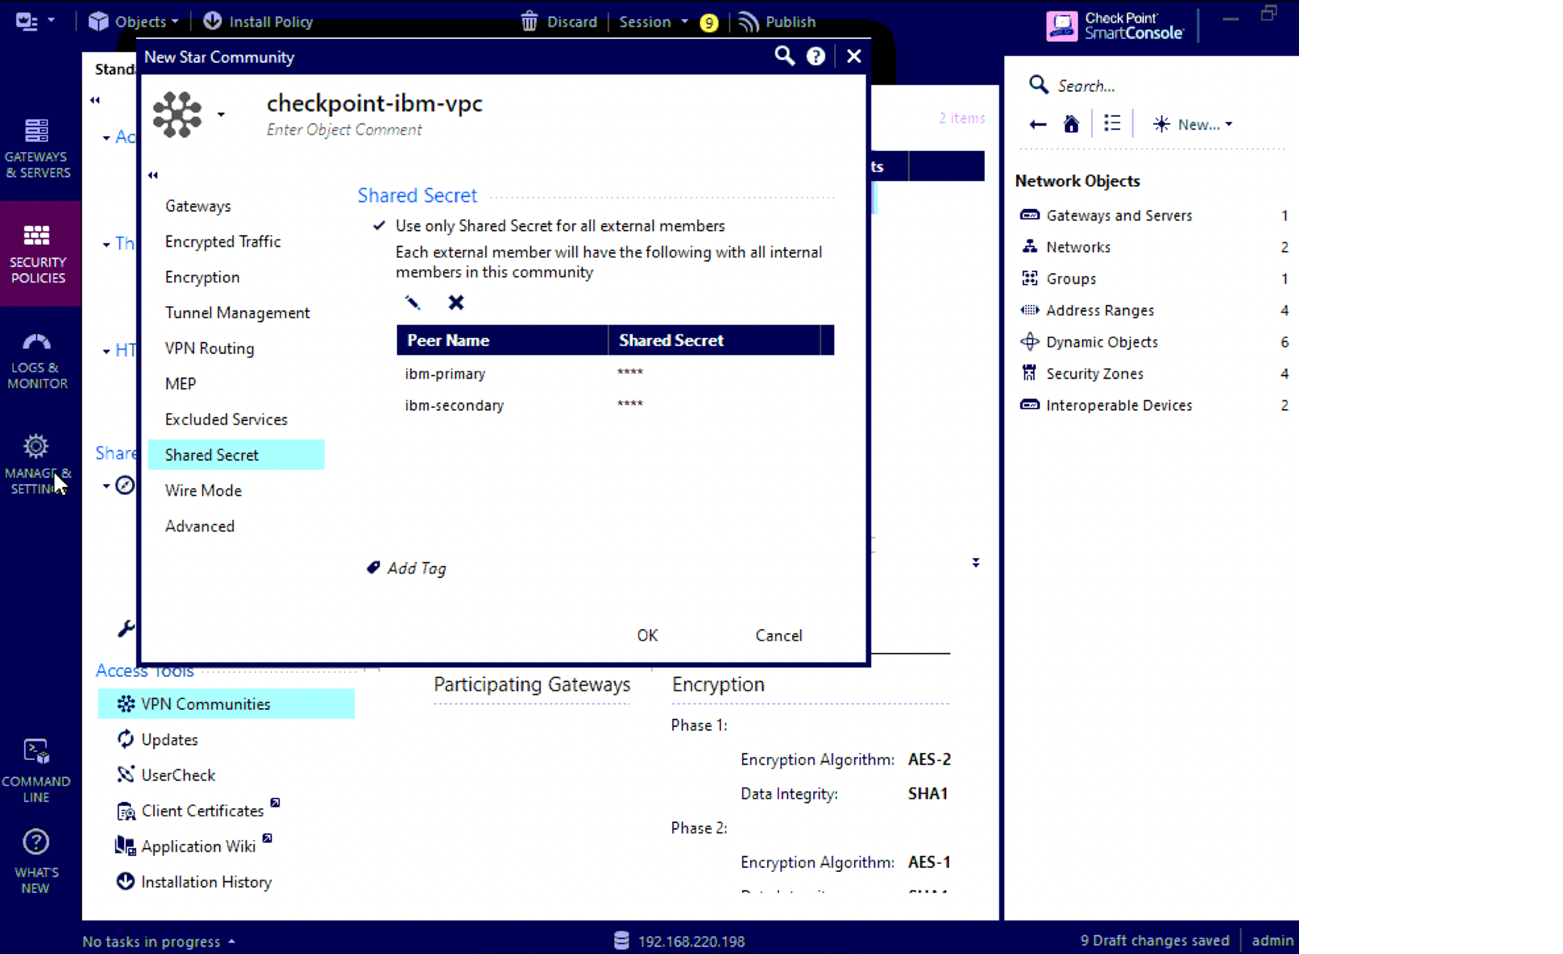 Objects
Install Policy
Discard
Session
9
Publish
Check Point
SmartConsole
New Star Community
checkpoint-ibm-vpc
Enter Object Comment
Gateways
Encrypted Traffic
Encryption
Tunnel Management
VPN Routing
MEP
Excluded Services
Shared Secret
Wire Mode
Advanced
Shared Secret
Use only Shared Secret for all external members
Each external member will have the following with all internal
members in this community
Peer Name Shared Secret
ibm-primary ****
ibm-secondary ****
Add Tag
OK Cancel
GATEWAYS
& SERVERS
SECURITY
POLICIES
LOGS &
MONITOR
MANAGE &
COMMAND
LINE
WHAT'S
NEW
Stand
Ac
Th
HT
Share
Access Tools
VPN Communities
Updates
UserCheck
Client Certificates
Application Wiki
Installation History
2 items
ts
Participating Gateways
Encryption
Phase 1:
Encryption Algorithm: AES-2
Data Integrity: SHA1
Phase 2:
Encryption Algorithm: AES-1
Search...
New...
Network Objects
Gateways and Servers 1
Networks 2
Groups 1
Address Ranges 4
Dynamic Objects 6
Security Zones 4
Interoperable Devices 2
No tasks in progress
192.168.220.198
9 Draft changes saved
admin